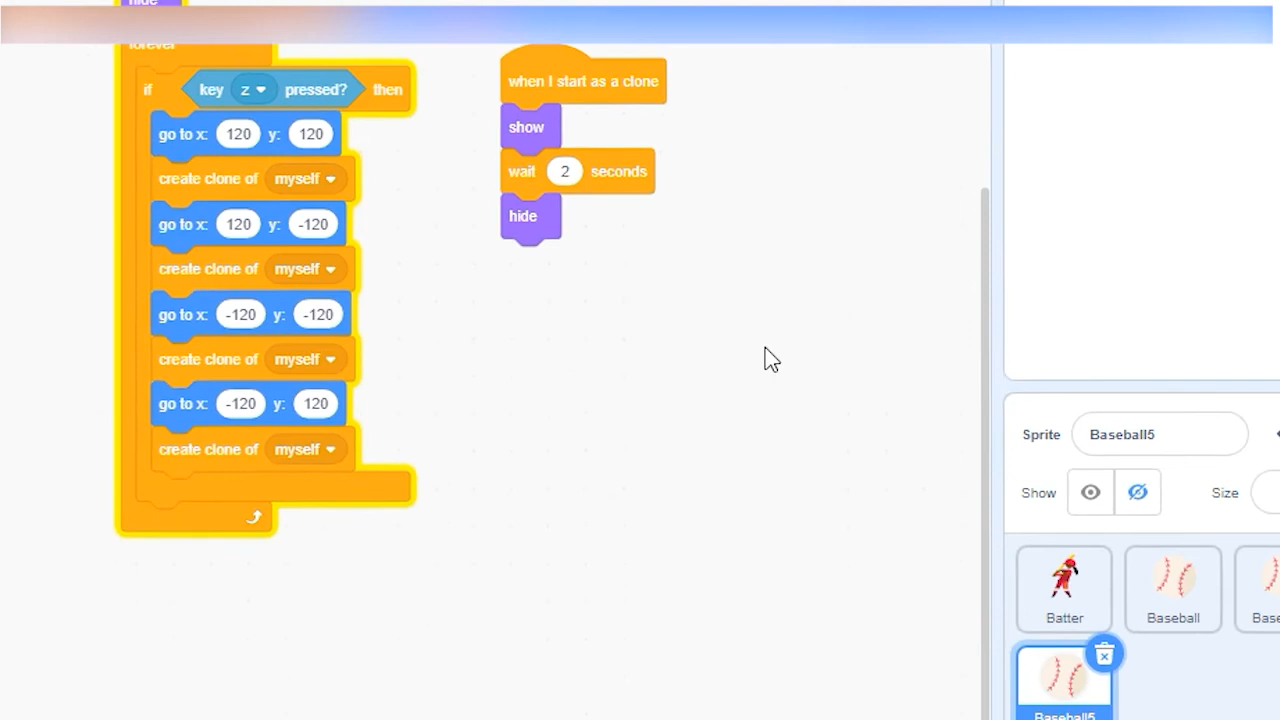 hide
forever
if key z pressed? then
go to x: 120 y: 120
create clone of myself
go to x: 120 y: -120
create clone of myself
go to x: -120 y: -120
create clone of myself
go to x: -120 y: 120
create clone of myself
when I start as a clone
show
wait 2 seconds
hide
Sprite Baseball5
Show Size
Batter Baseball Base
Baseball5